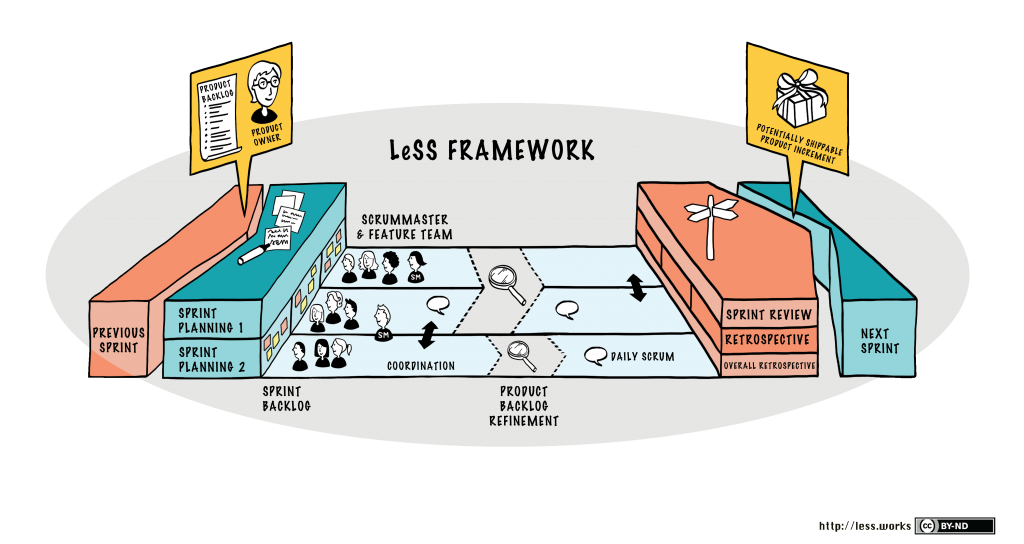 PRODUCT
BACKLOG
PRODUCT
OWNER
POTENTIALLY SHIPPABLE
PRODUCT INCREMENT
LeSS FRAMEWORK
SCRUMMASTER
& FEATURE TEAM
SM
SM
PREVIOUS
SPRINT
SPRINT
PLANNING 1
SPRINT
PLANNING 2
COORDINATION
DAILY SCRUM
SPRINT REVIEW
RETROSPECTIVE
OVERALL RETROSPECTIVE
NEXT
SPRINT
SPRINT
BACKLOG
PRODUCT
BACKLOG
REFINEMENT
http://less.works
cc BY-ND